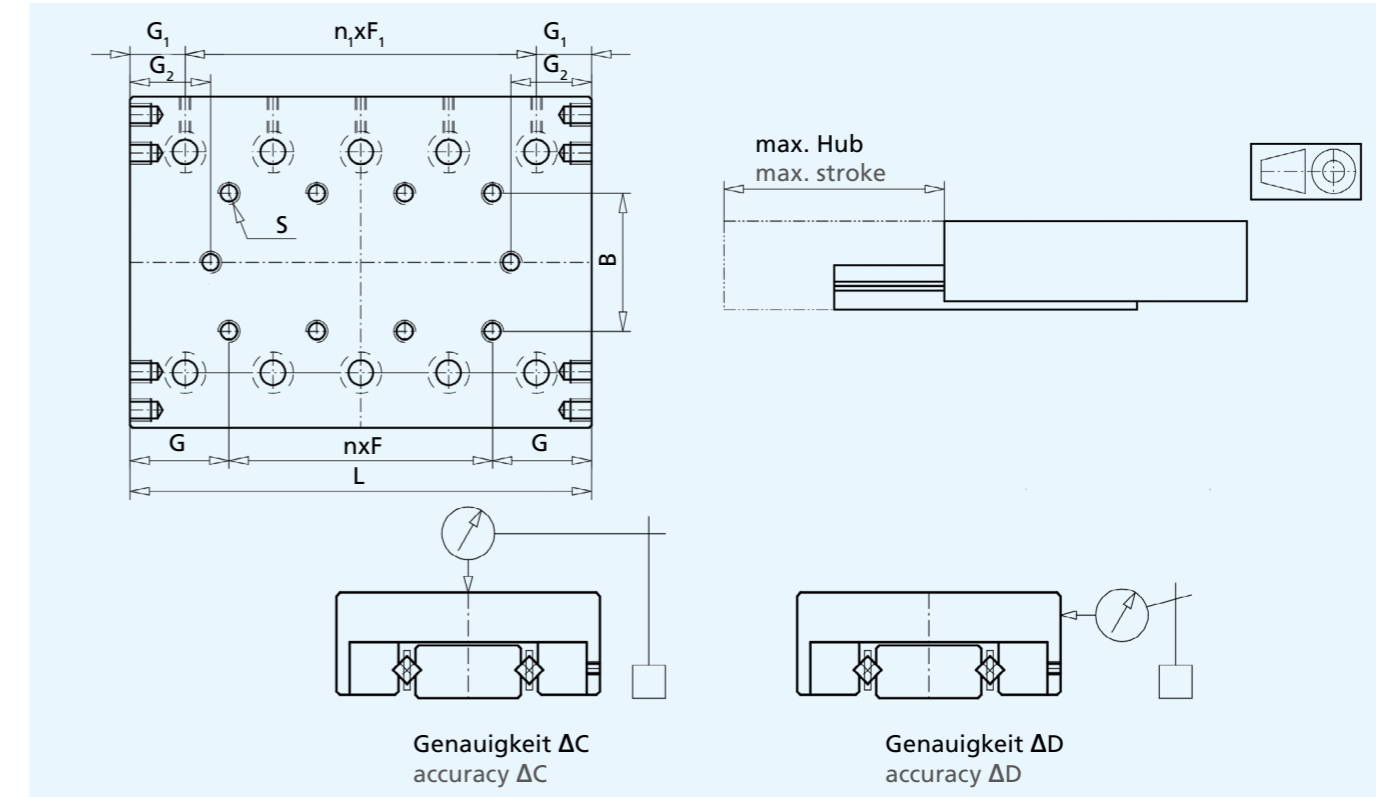 G₁ n₁xF₁ G₁
G₂ G₂
max. Hub
max. stroke
S
B
G nxF G
L
Genauigkeit ΔC
accuracy ΔC
Genauigkeit ΔD
accuracy ΔD